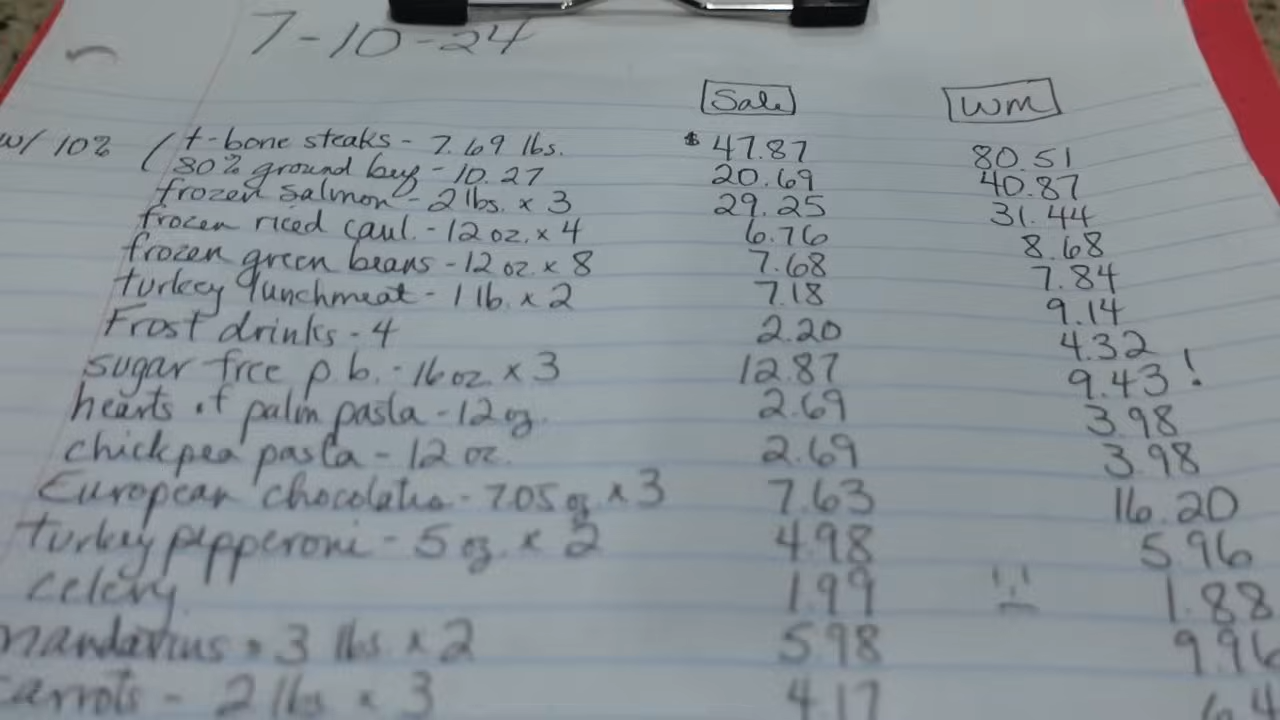 7-10-24
Sale WM
w/ 10% ( t-bone steaks - 7.69 lbs. $ 47.87 80.51
80% ground beef - 10.27 20.69 40.87
frozen salmon - 2 lbs. x 3 29.25 31.44
frozen riced caul. - 12 oz. x 4 6.76 8.68
frozen green beans - 12 oz. x 8 7.68 7.84
turkey lunchmeat - 1 lb. x 2 7.18 9.14
Frost drinks - 4 2.20 4.32
sugar free p.b. - 16 oz x 3 12.87 9.43 !
hearts of palm pasta - 12 oz. 2.69 3.98
chickpea pasta - 12 oz. 2.69 3.98
European chocolates - 7.05 oz x 3 7.63 16.20
turkey pepperoni - 5 oz. x 2 4.98 5.96
celery 1.99 1.88
mandarins - 3 lbs x 2 5.98 9.96
carrots - 2 lbs x 3 4.17